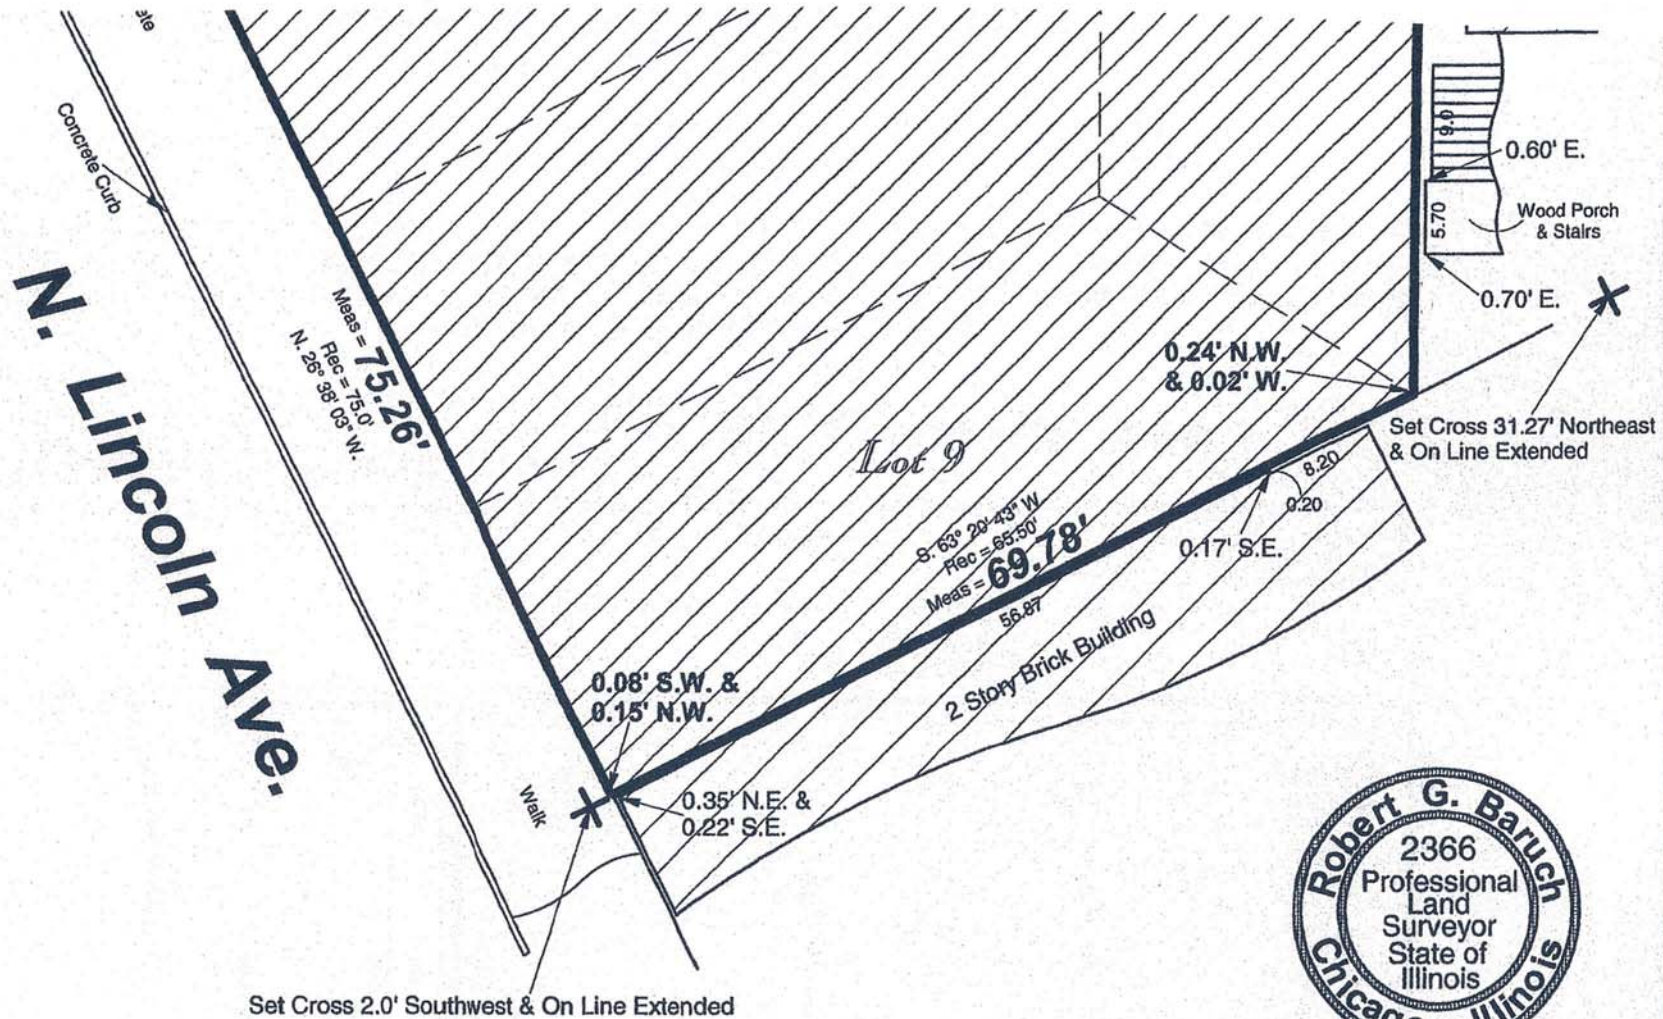 Concrete Curb
N. Lincoln Ave.
Meas = 75.26'
Rec = 75.0'
N. 26° 38' 03" W.
9.0
0.60' E.
5.70
Wood Porch
& Stairs
0.70' E.
0.24' N.W.
& 0.02' W.
Set Cross 31.27' Northeast
& On Line Extended
Lot 9
S. 63° 20' 43" W
Rec = 65.50'
Meas = 69.78'
56.87
8.20
0.20
0.17' S.E.
2 Story Brick Building
0.08' S.W. &
0.15' N.W.
Walk
0.35' N.E. &
0.22' S.E.
Set Cross 2.0' Southwest & On Line Extended
Robert G. Baruch
2366
Professional
Land
Surveyor
State of
Illinois
Chicago Illinois